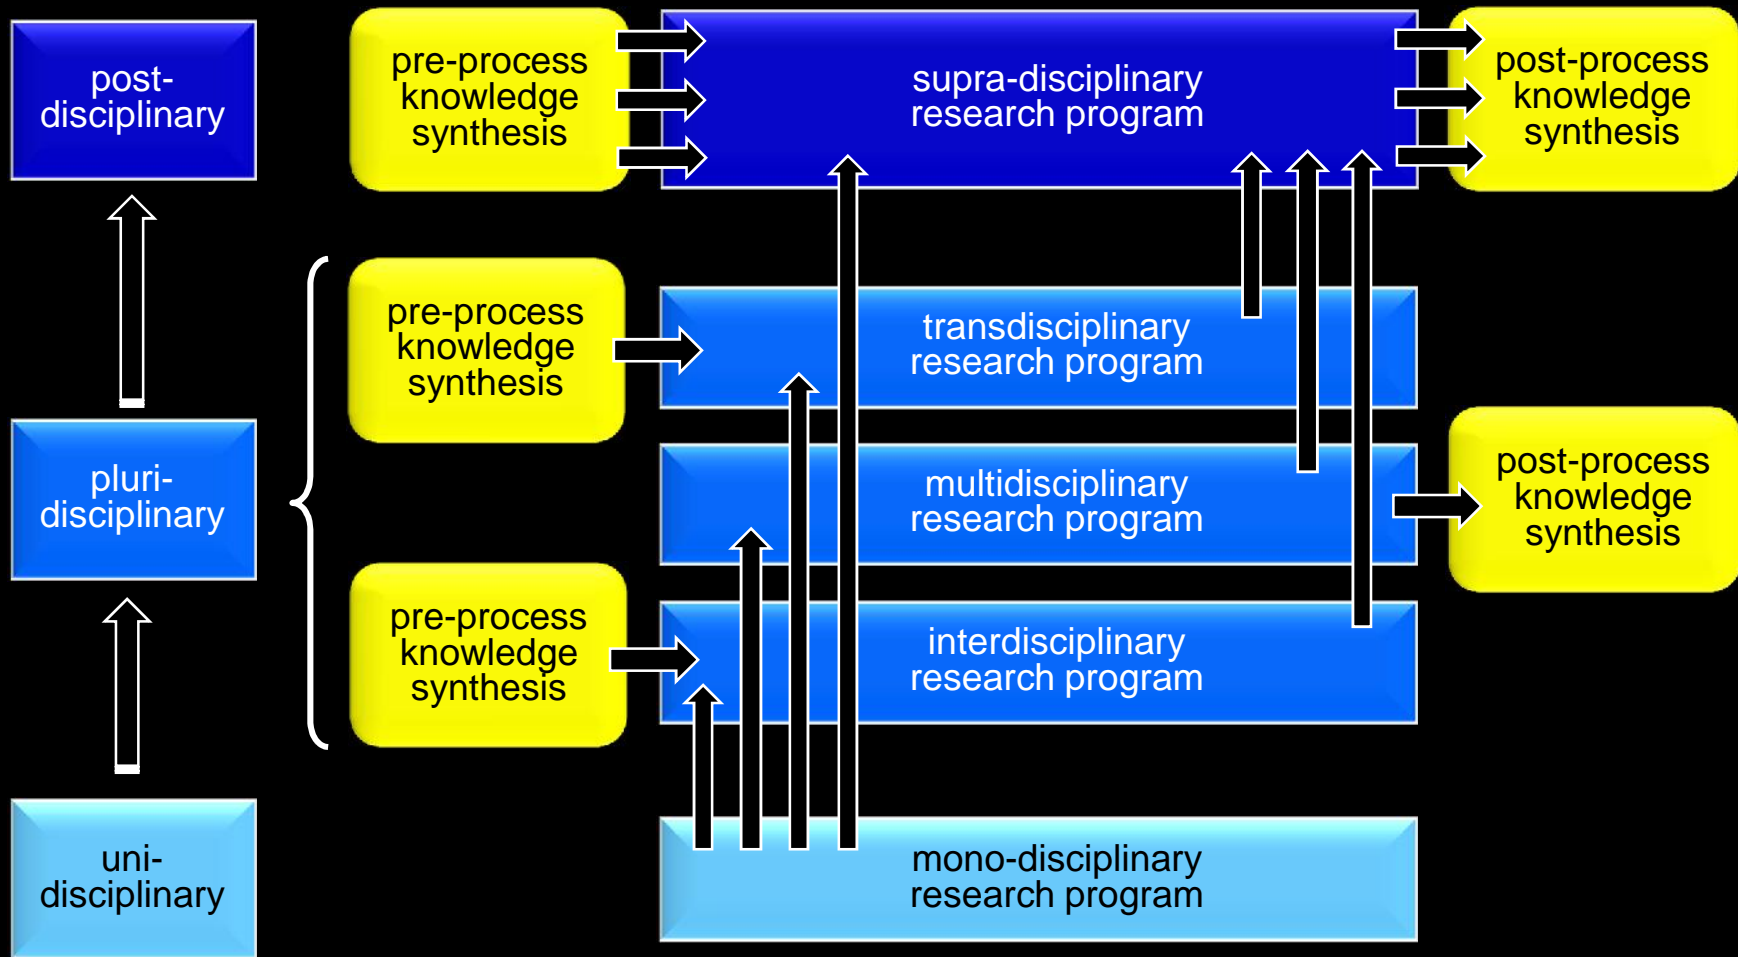 post-
disciplinary
pre-process
knowledge
synthesis
supra-disciplinary
research program
post-process
knowledge
synthesis
pre-process
knowledge
synthesis
transdisciplinary
research program
pluri-
disciplinary
multidisciplinary
research program
post-process
knowledge
synthesis
pre-process
knowledge
synthesis
interdisciplinary
research program
uni-
disciplinary
mono-disciplinary
research program